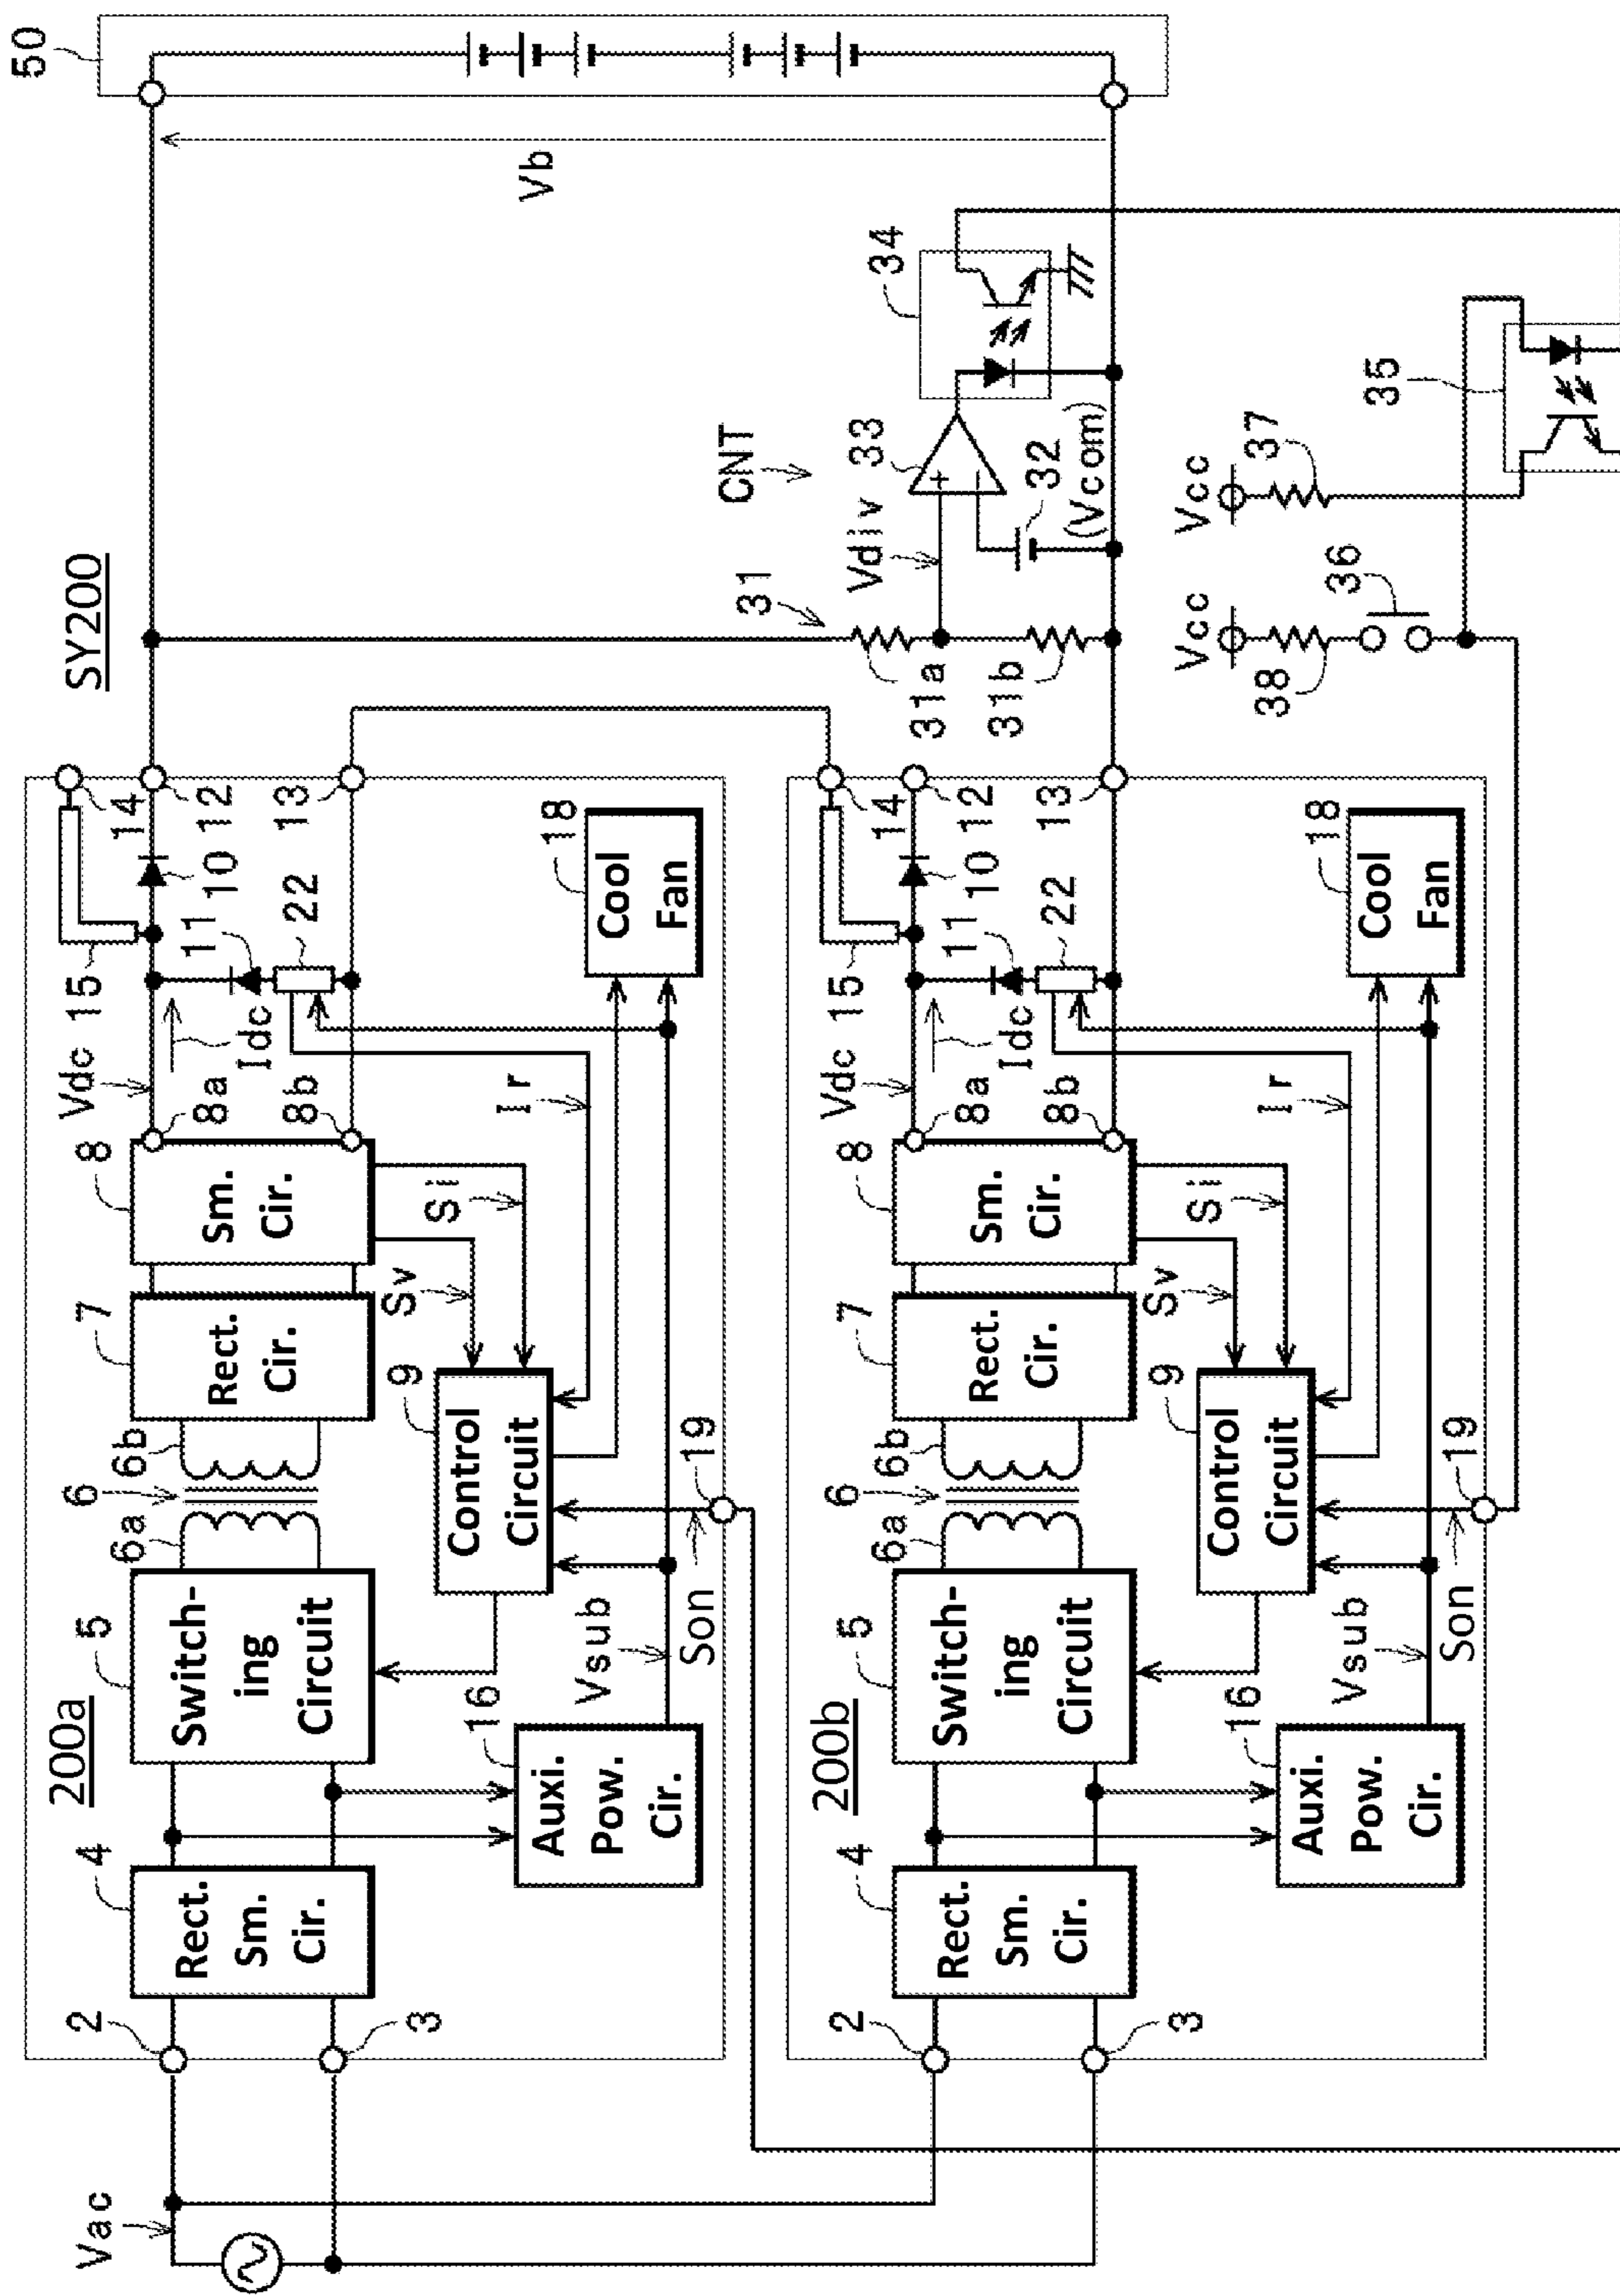 SY200
Vac
2
3
200a
4
Rect.
Sm.
Cir.
5
Switch-
ing
Circuit
6a
6
6b
7
Rect.
Cir.
8
Sm.
Cir.
Vdc
8a
8b
Idc
15
11
10
22
14
12
13
Sv
Si
Ir
9
Control
Circuit
18
Cool
Fan
16
Auxi.
Pow.
Cir.
Vsub
Son
19
2
3
200b
4
Rect.
Sm.
Cir.
5
Switch-
ing
Circuit
6a
6
6b
7
Rect.
Cir.
8
Sm.
Cir.
Vdc
8a
8b
Idc
15
11
10
22
14
12
13
Sv
Si
Ir
9
Control
Circuit
18
Cool
Fan
16
Auxi.
Pow.
Cir.
Vsub
Son
19
50
Vb
CNT
31
31a
31b
Vdiv
+
−
33
32
(Vcom)
34
Vcc
38
36
Vcc
37
35